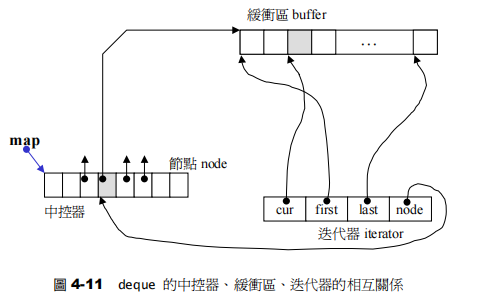 緩衝區 buffer
...
map
節點 node
中控器
cur first last node
迭代器 iterator
圖 4-11 deque 的中控器、緩衝區、迭代器的相互關係